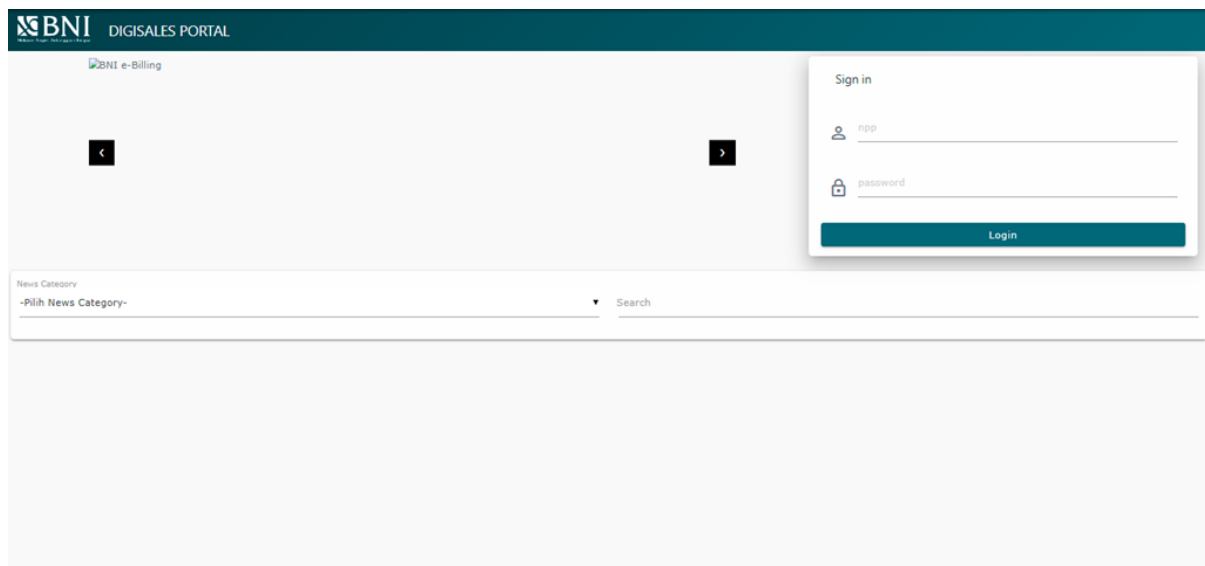 BNI
DIGISALES PORTAL
BNI e-Billing
Sign in
npp
password
Login
News Category
-Pilih News Category-
Search